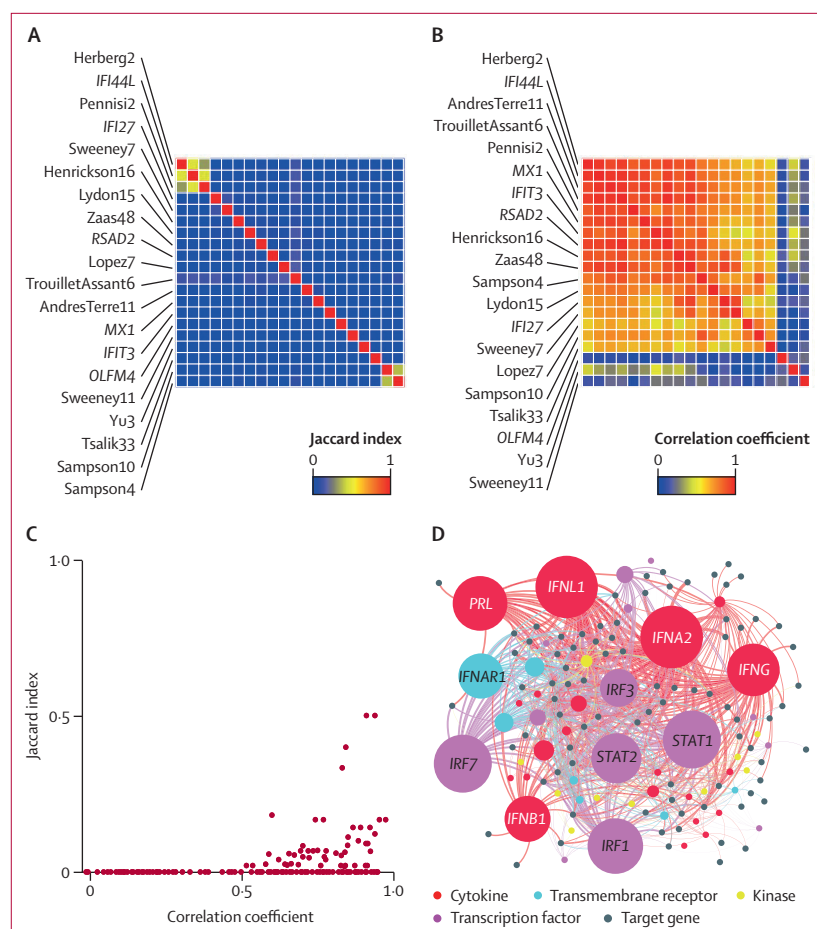 A
Herberg2
IFI44L
Pennisi2
IFI27
Sweeney7
Henrickson16
Lydon15
Zaas48
RSAD2
Lopez7
TrouilletAssant6
AndresTerre11
MX1
IFIT3
OLFM4
Sweeney11
Yu3
Tsalik33
Sampson10
Sampson4
Jaccard index
0 1
B
Herberg2
IFI44L
AndresTerre11
TrouilletAssant6
Pennisi2
MX1
IFIT3
RSAD2
Henrickson16
Zaas48
Sampson4
Lydon15
IFI27
Sweeney7
Lopez7
Sampson10
Tsalik33
OLFM4
Yu3
Sweeney11
Correlation coefficient
0 1
C
1·0
0·5
0
Jaccard index
0 0·5 1·0
Correlation coefficient
D
PRL
IFNL1
IFNA2
IFNG
IFNAR1
IRF3
IRF7
STAT2
STAT1
IFNB1
IRF1
Cytokine Transmembrane receptor Kinase
Transcription factor Target gene